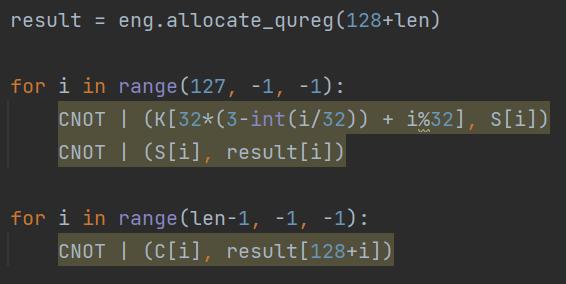 result = eng.allocate_qureg(128+len)
for i in range(127, -1, -1):
CNOT | (K[32*(3-int(i/32)) + i%32], S[i])
CNOT | (S[i], result[i])
for i in range(len-1, -1, -1):
CNOT | (C[i], result[128+i])